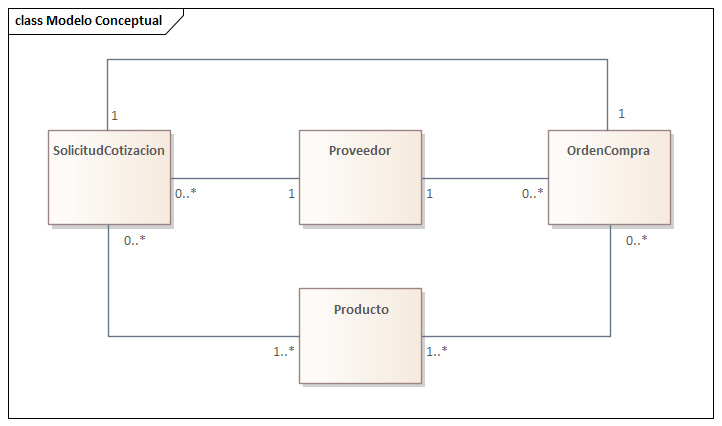 class Modelo Conceptual
1
1
SolicitudCotizacion
Proveedor
OrdenCompra
0..*
1
1
0..*
0..*
0..*
Producto
1..*
1..*